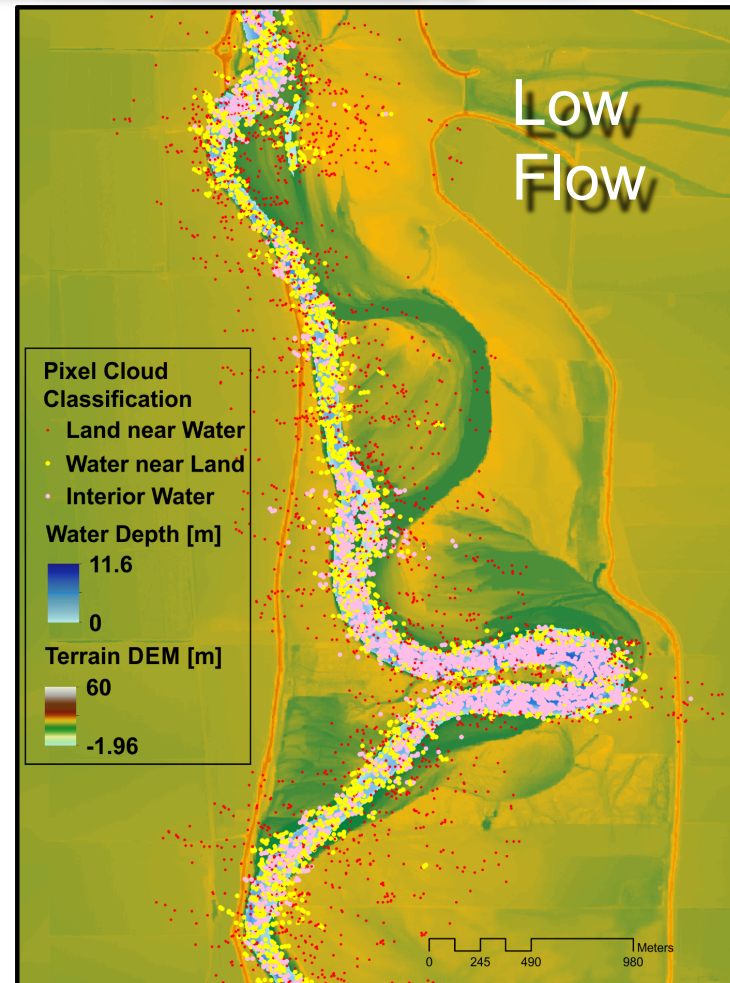 Low
Flow
Pixel Cloud
Classification
Land near Water
Water near Land
Interior Water
Water Depth [m]
11.6
0
Terrain DEM [m]
60
-1.96
Meters
0 245 490 980